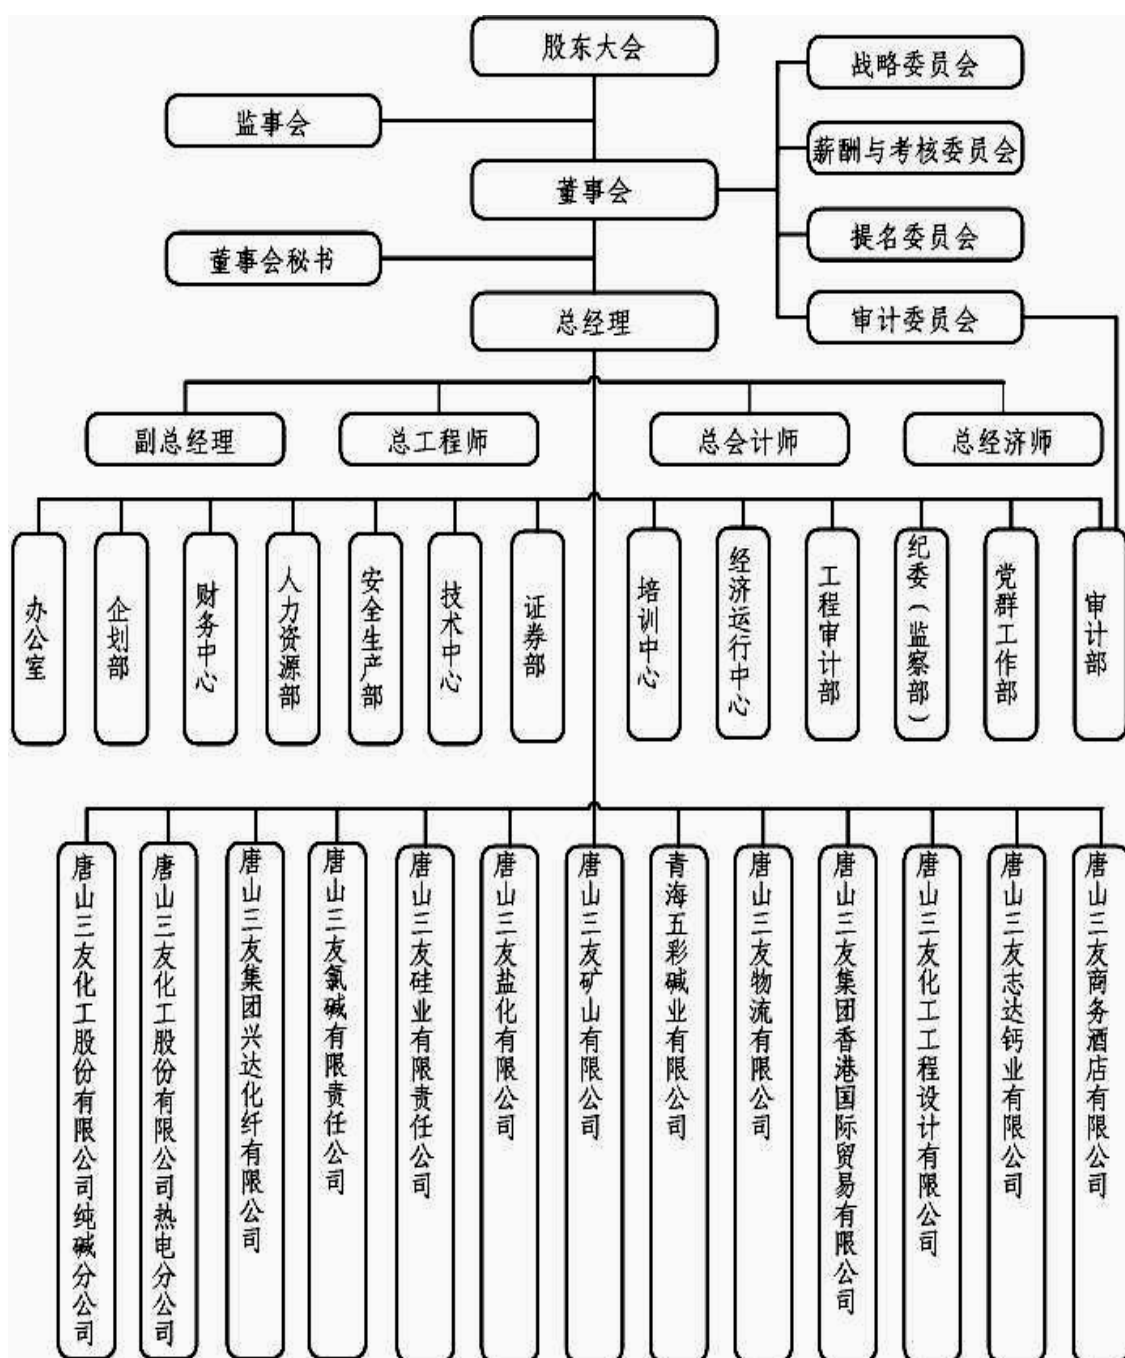 股东大会
战略委员会
监事会
薪酬与考核委员会
董事会
提名委员会
董事会秘书
总经理
审计委员会
副总经理
总工程师
总会计师
总经济师
办公室
企划部
财务中心
人力资源部
安全生产部
技术中心
证券部
培训中心
经济运行中心
工程审计部
纪委（监察部）
党群工作部
审计部
唐山三友化工股份有限公司纯碱分公司
唐山三友化工股份有限公司热电分公司
唐山三友集团兴达化纤有限公司
唐山三友氯碱有限责任公司
唐山三友硅业有限责任公司
唐山三友盐化有限公司
唐山三友矿山有限公司
青海五彩碱业有限公司
唐山三友物流有限公司
唐山三友集团香港国际贸易有限公司
唐山三友化工工程设计有限公司
唐山三友志达钙业有限公司
唐山三友商务酒店有限公司